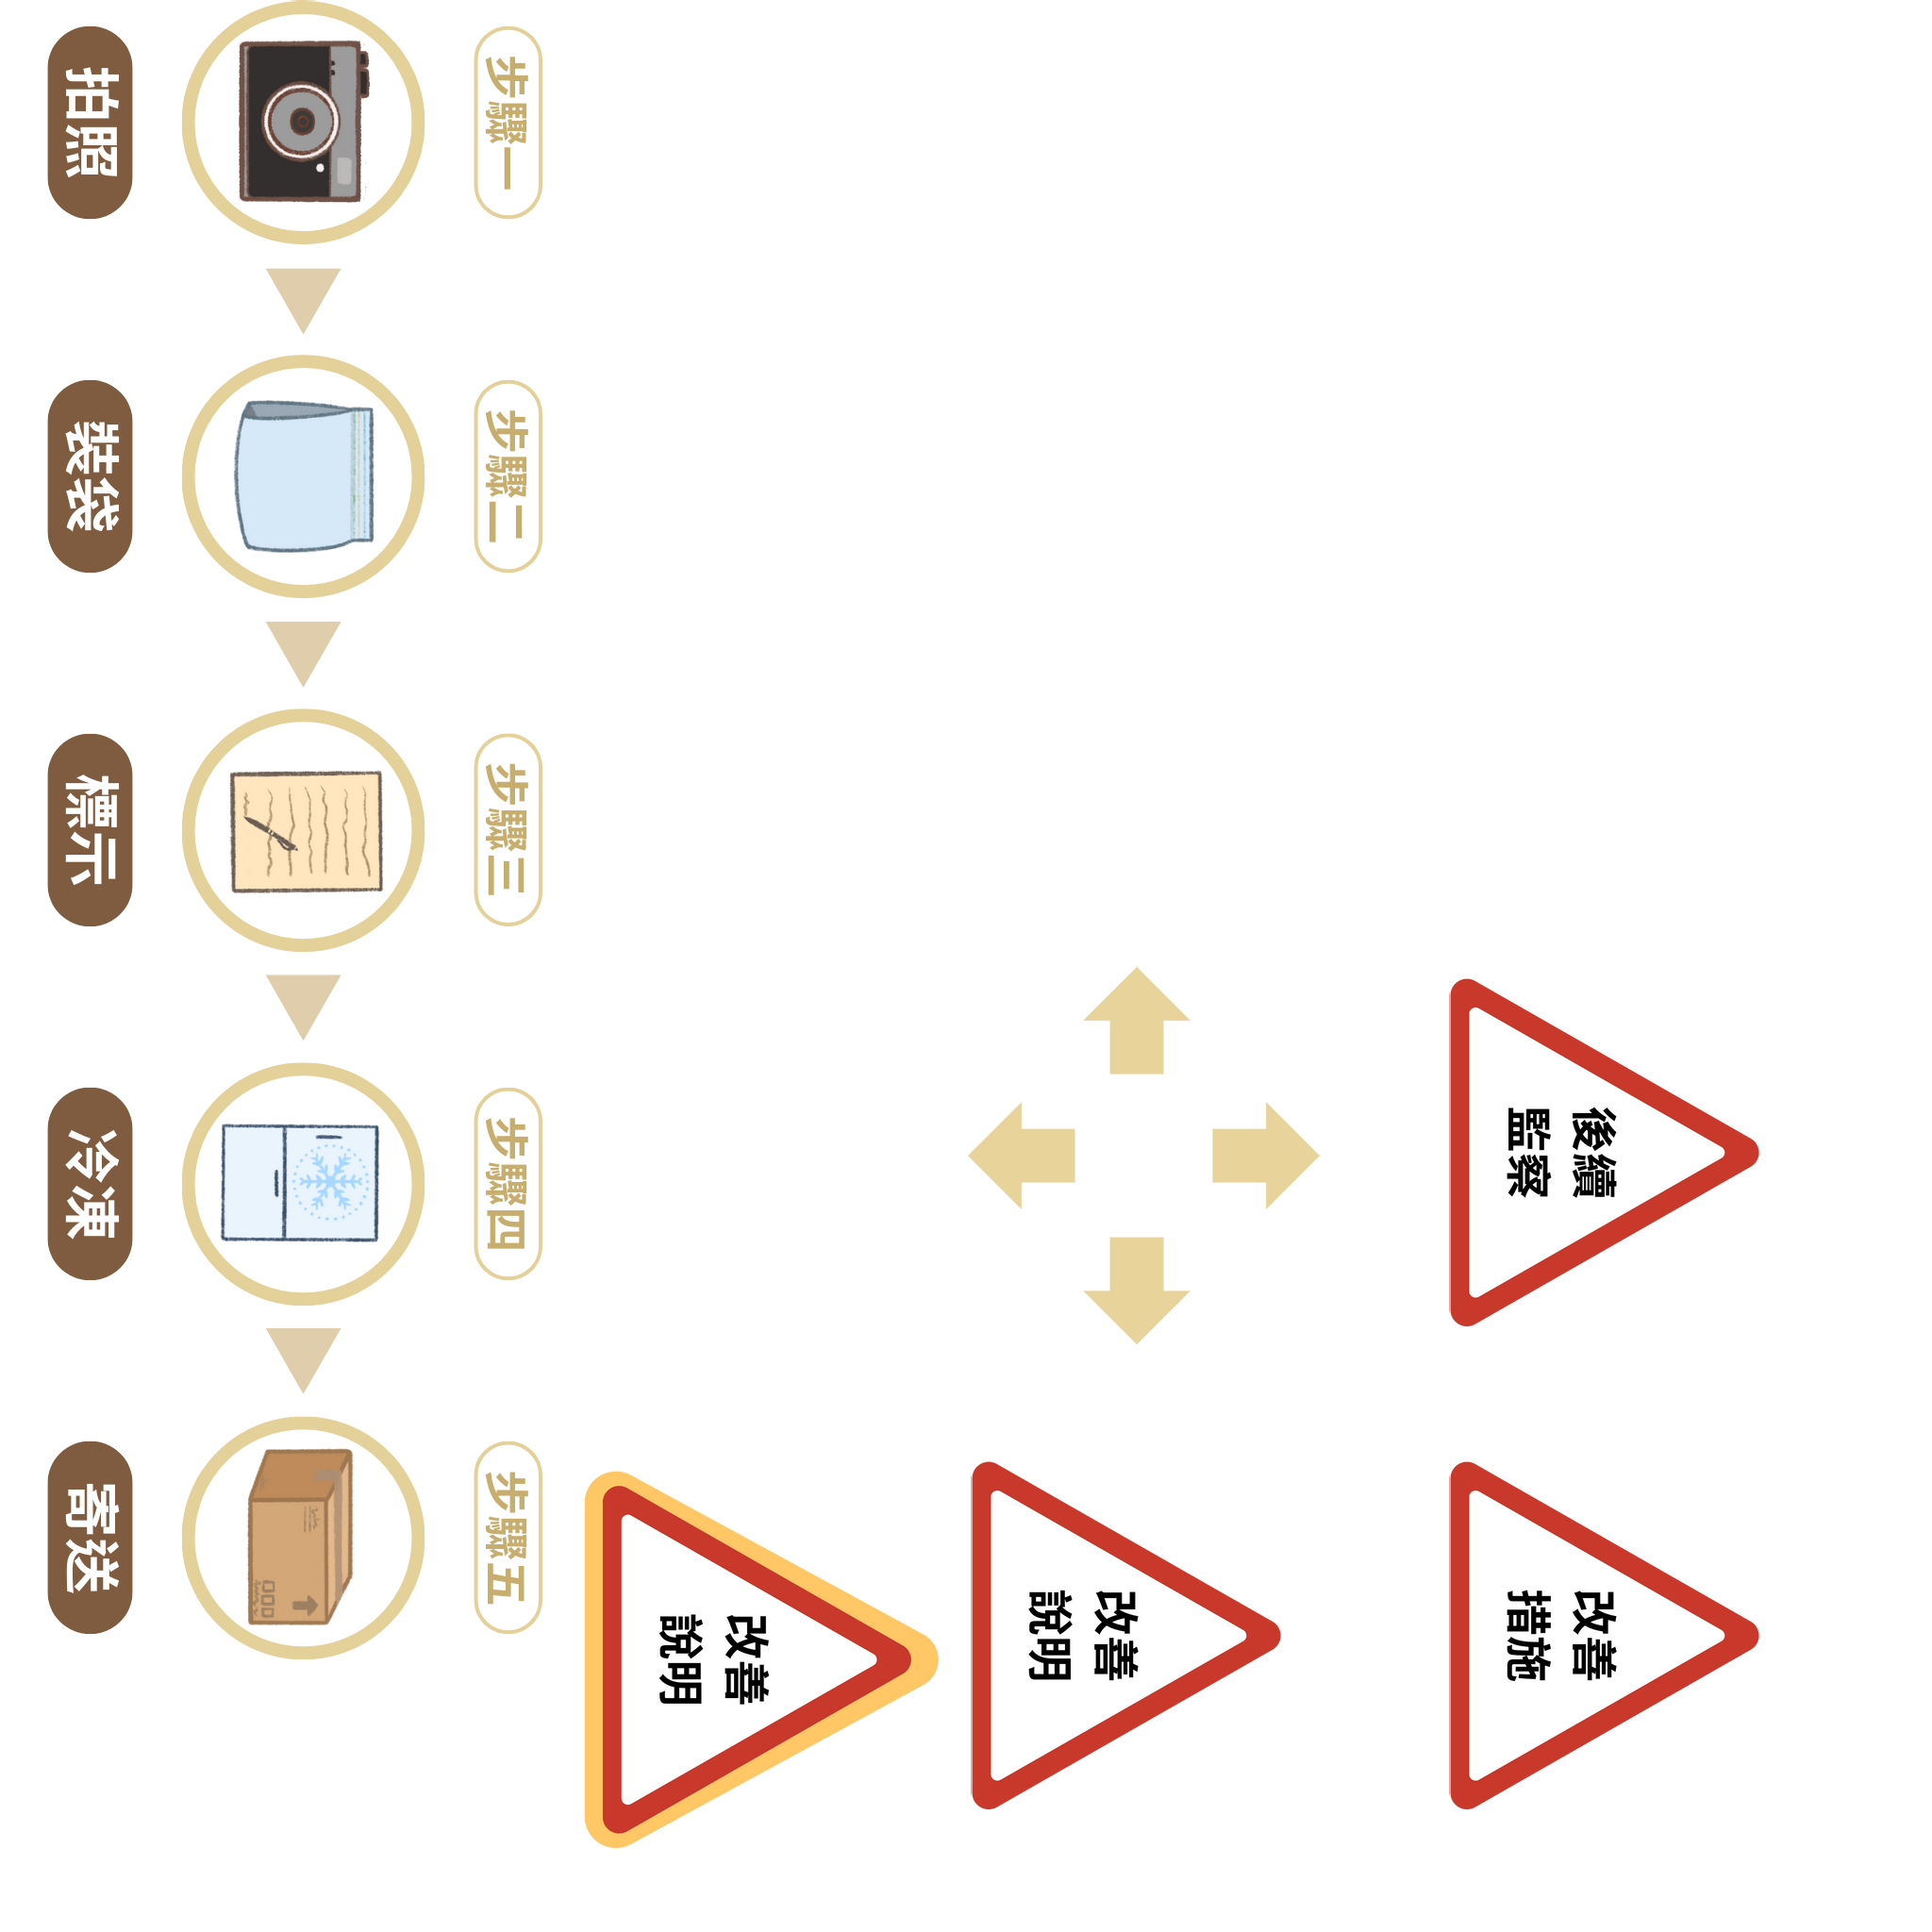 步驟一
步驟二
步驟三
步驟四
步驟五
拍照
裝袋
標示
冷凍
寄送
後續
監察
改善
說明
改善
說明
改善
措施